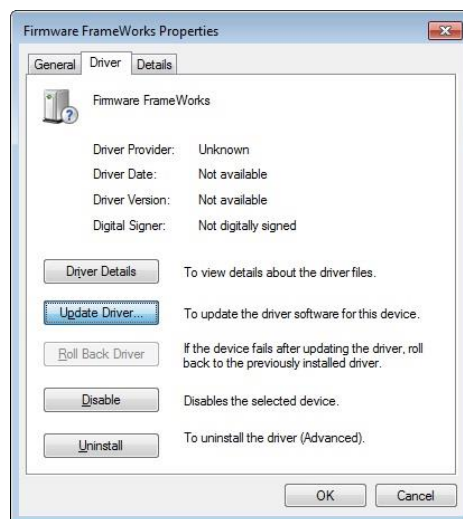 Firmware FrameWorks Properties
General Driver Details
Firmware FrameWorks
Driver Provider: Unknown
Driver Date: Not available
Driver Version: Not available
Digital Signer: Not digitally signed
Driver Details To view details about the driver files.
Update Driver... To update the driver software for this device.
Roll Back Driver If the device fails after updating the driver, roll
back to the previously installed driver.
Disable Disables the selected device.
Uninstall To uninstall the driver (Advanced).
OK Cancel